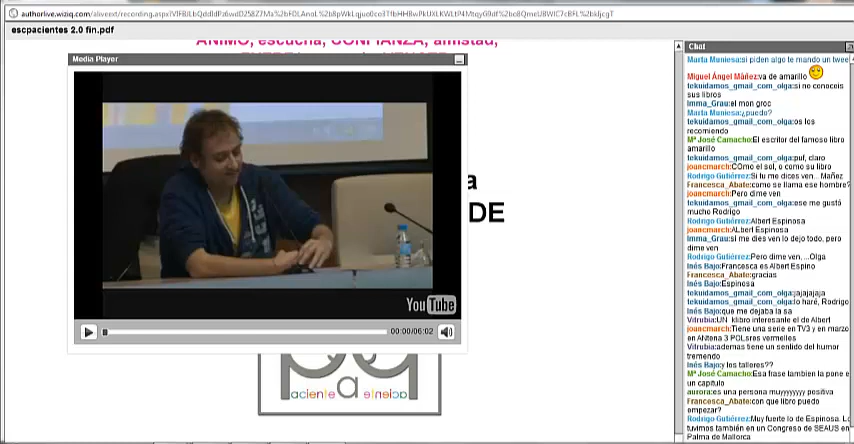 authorlive.wiziq.com/aliveext/recording.aspx?
escpacientes 2.0 fin.pdf
ANIMO, escucha, CONFIANZA, amistad,
Media Player
a
DE
YouTube
00:00/06:02
aciente
Chat
Marta Muniesa:si piden algo te mando un twee
Miguel Ángel Máñez:va de amarillo
tekuidamos_gmail_com_olga:si no conoceis
sus libros
Imma_Grau:el mon groc
Marta Muniesa:¿puedo?
tekuidamos_gmail_com_olga:os los
recomiendo
Mª José Camacho:El escritor del famoso libro
amarillo
tekuidamos_gmail_com_olga:puf, claro
joancmarch:COmo el sol, o como su libro
Rodrigo Gutiérrez:Si tu me dices ven... Mañez
Francesca_Abate:como se llama ese hombre?
joancmarch:Pero dime ven
tekuidamos_gmail_com_olga:ese me gustó
mucho Rodrigo
Rodrigo Gutiérrez:Albert Espinosa
joancmarch:ALbert Espinosa
Imma_Grau:si me dies ven lo dejo todo, pero
dime ven
Rodrigo Gutiérrez:Pero dime ven, ...Olga
Inés Bajo:Francesca es Albert Espino
Francesca_Abate:gracias
Inés Bajo:Espinosa
tekuidamos_gmail_com_olga:jajajajaja
tekuidamos_gmail_com_olga:lo haré, Rodrigo
Inés Bajo:que me dejaba la sa
Vitrubia:UN klibro interesante el de Albert
joancmarch:Tiene una serie en TV3 y en marzo
en ANtena 3 POLsres vermelles
Vitrubia:ademas tiene un sentido del humor
tremendo
Inés Bajo:y los talleres??
Mª José Camacho:Esa frase tambien la pone e
un capitulo
aurora:es una persona muyyyyyyy positiva
Francesca_Abate:con que libro puedo
empezar?
Rodrigo Gutiérrez:Muy fuerte lo de Espinosa. Lo
tuvimos también en un Congreso de SEAUS en
Palma de Mallorca